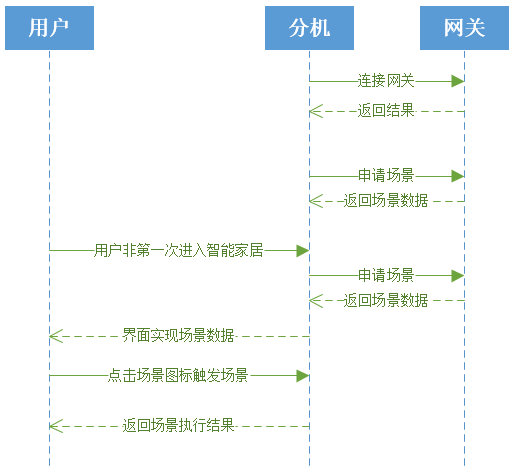 用户
分机
网关
连接网关
返回结果
申请场景
返回场景数据
用户非第一次进入智能家居
申请场景
返回场景数据
界面实现场景数据
点击场景图标触发场景
返回场景执行结果